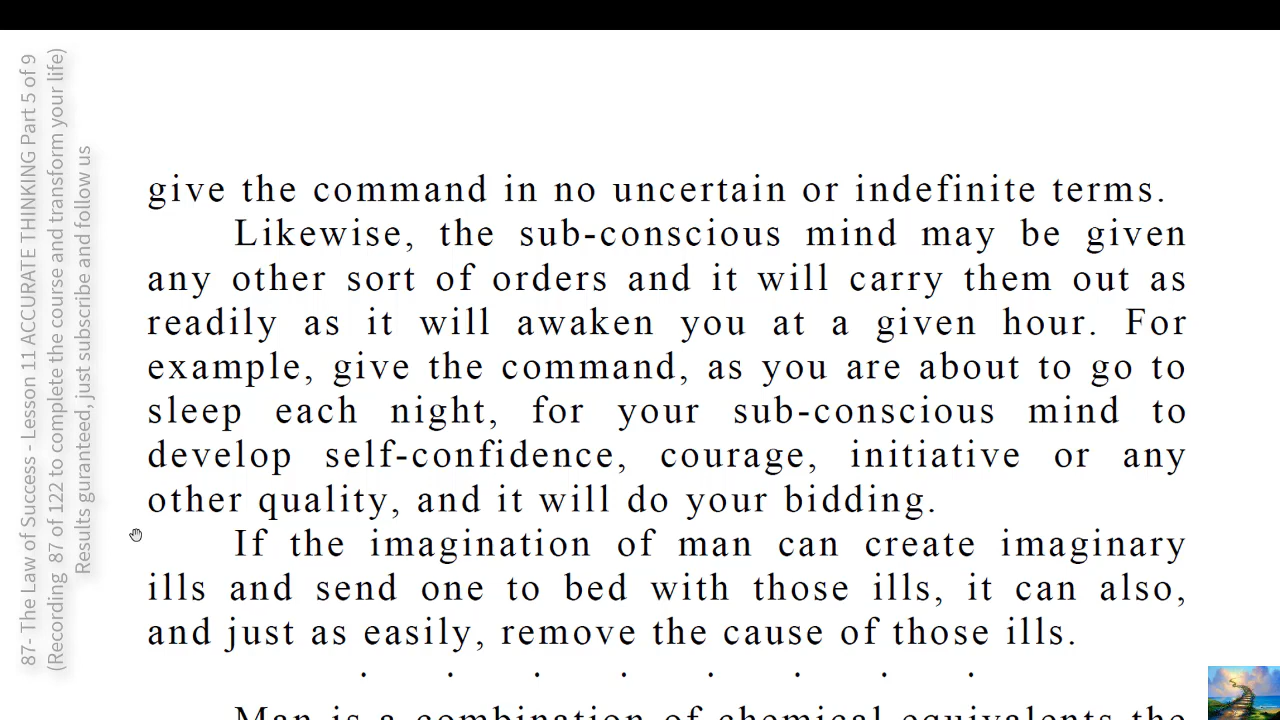 87- The Law of Success - Lesson 11 ACCURATE THINKING Part 5 of 9
(Recording 87 of 122 to complete the course and transform your life)
Results guranteed, just subscribe and follow us
give the command in no uncertain or indefinite terms.
Likewise, the sub-conscious mind may be given
any other sort of orders and it will carry them out as
readily as it will awaken you at a given hour. For
example, give the command, as you are about to go to
sleep each night, for your sub-conscious mind to
develop self-confidence, courage, initiative or any
other quality, and it will do your bidding.
If the imagination of man can create imaginary
ills and send one to bed with those ills, it can also,
and just as easily, remove the cause of those ills.
. . . . . . . .
Man is a combination of chemical equivalents the